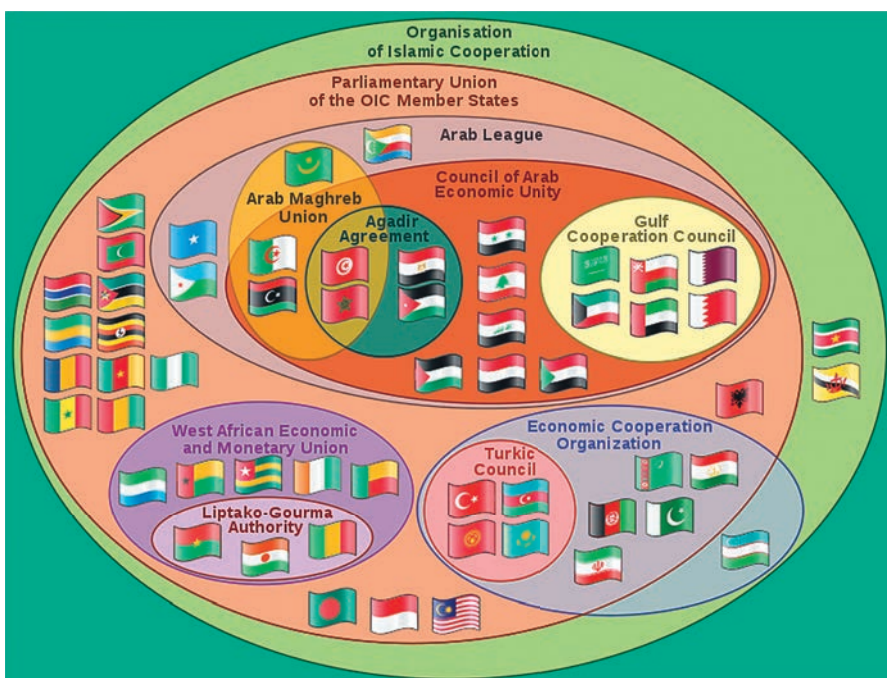 Organisation
of Islamic Cooperation
Parliamentary Union
of the OIC Member States
Arab League
Council of Arab
Economic Unity
Arab Maghreb
Union
Agadir
Agreement
Gulf
Cooperation Council
West African Economic
and Monetary Union
Economic Cooperation
Organization
Turkic
Council
Liptako-Gourma
Authority